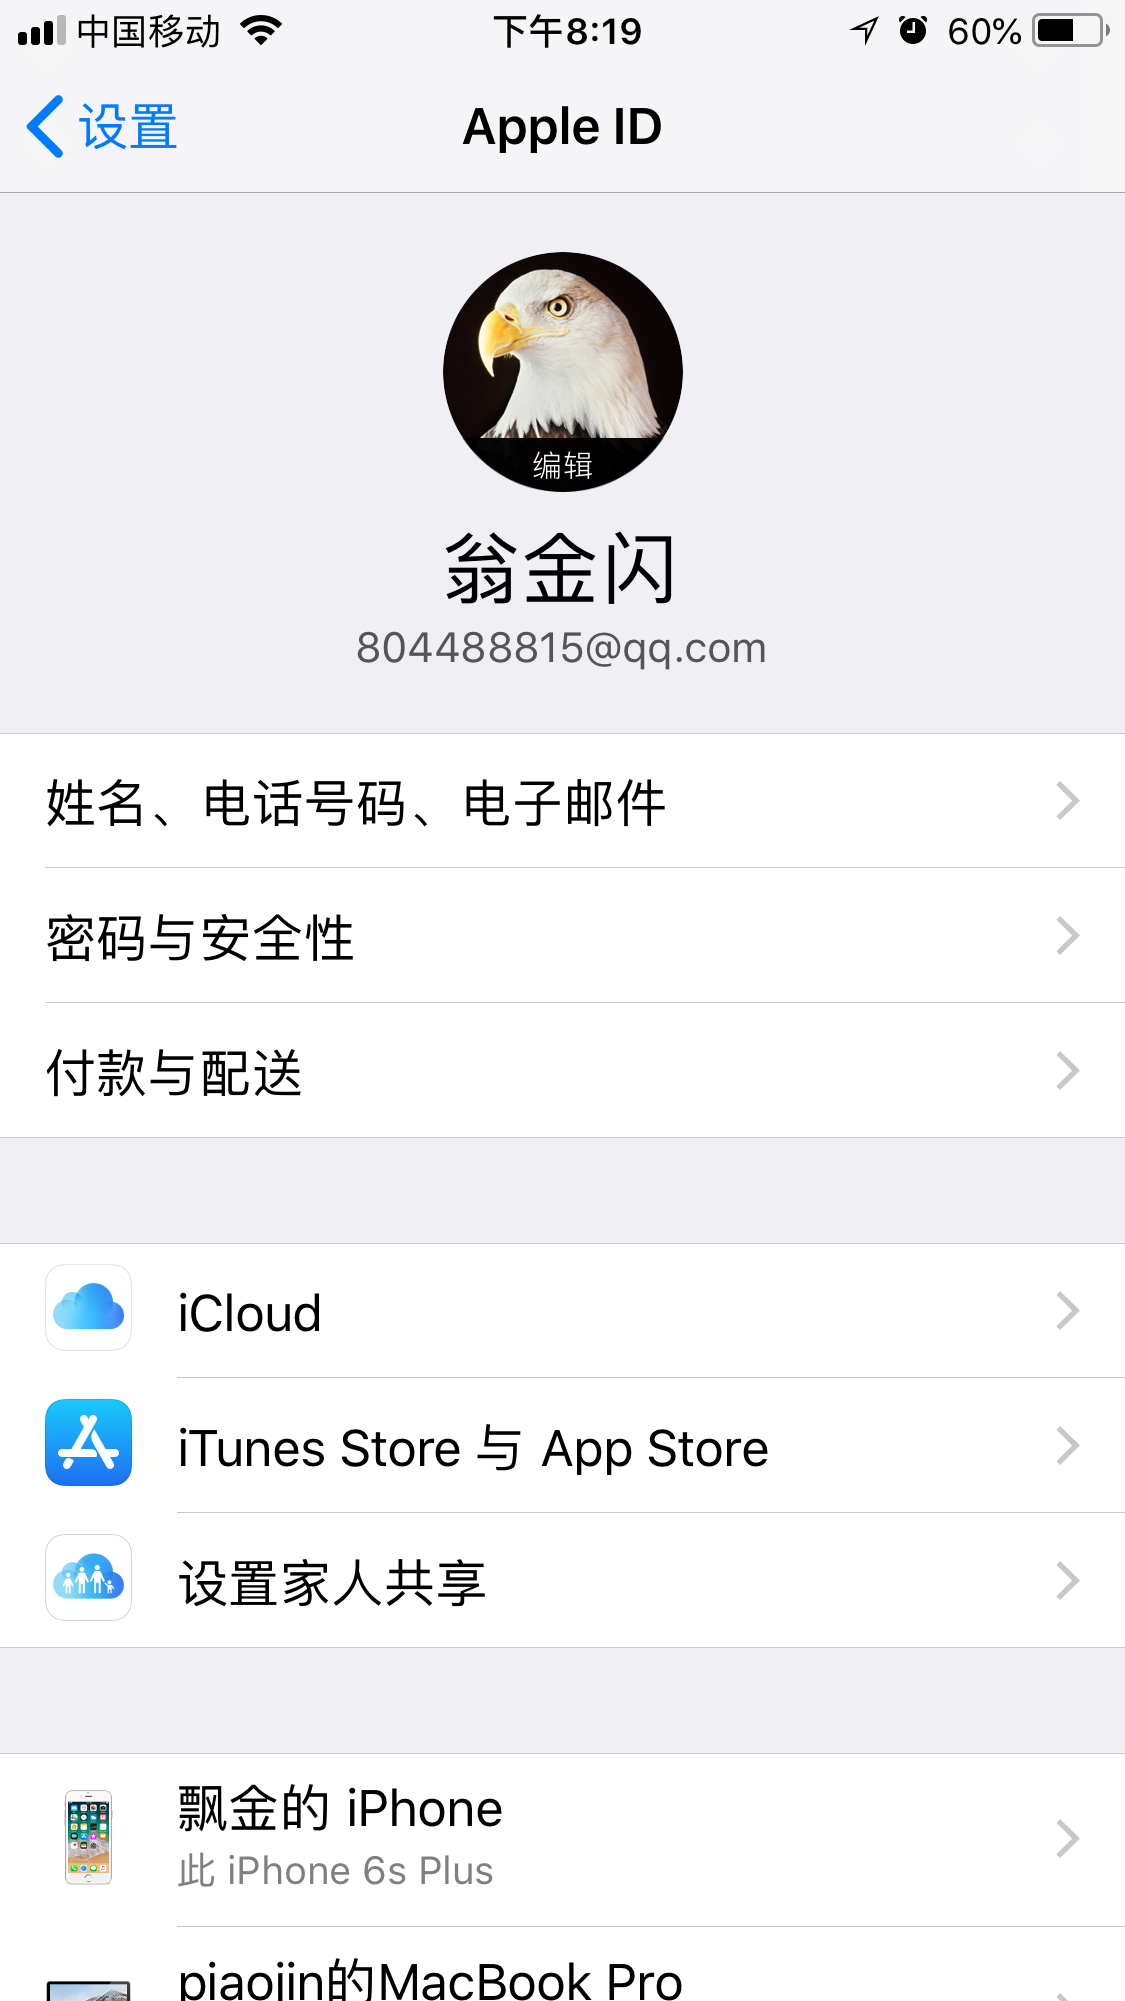 中国移动 下午8:19 60%
设置 Apple ID
编辑
翁金闪
804488815@qq.com
姓名、电话号码、电子邮件
密码与安全性
付款与配送
iCloud
iTunes Store 与 App Store
设置家人共享
飘金的 iPhone
此 iPhone 6s Plus
piaojin的MacBook Pro